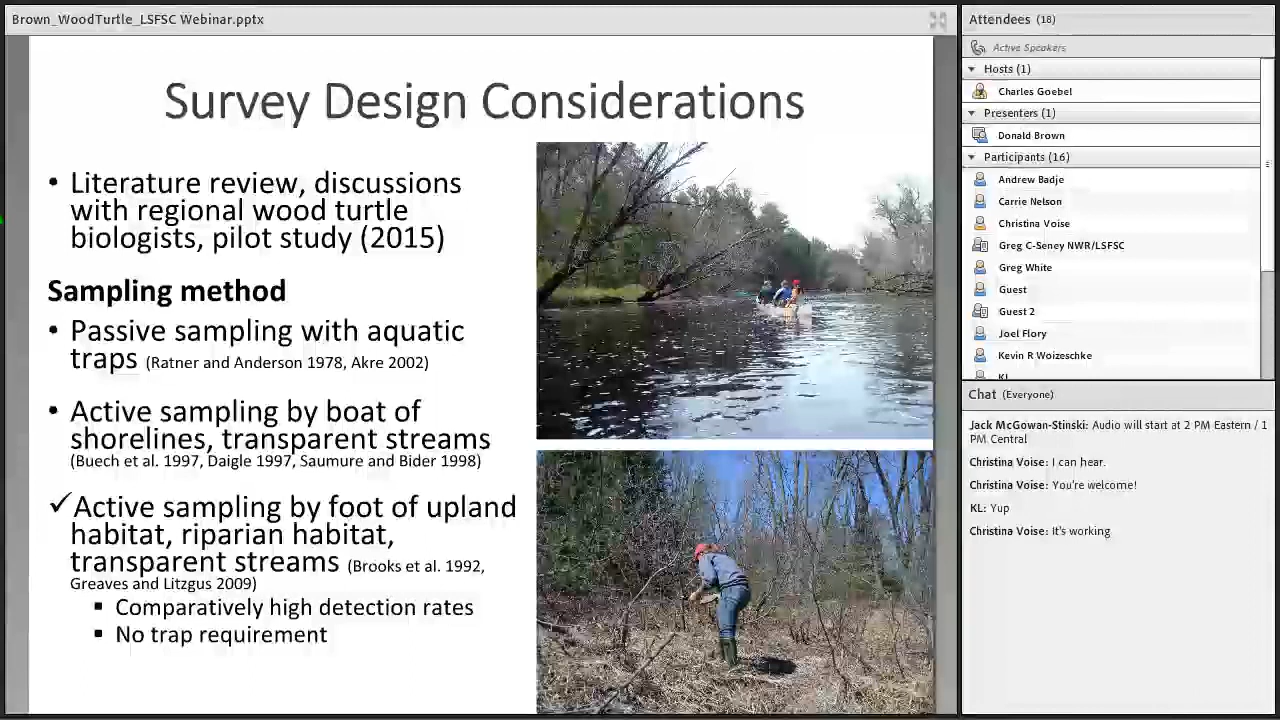 Brown_WoodTurtle_LSFSC Webinar.pptx
Survey Design Considerations
• Literature review, discussions
with regional wood turtle
biologists, pilot study (2015)
Sampling method
• Passive sampling with aquatic
traps (Ratner and Anderson 1978, Akre 2002)
• Active sampling by boat of
shorelines, transparent streams
(Buech et al. 1997, Daigle 1997, Saumure and Bider 1998)
✓Active sampling by foot of upland
habitat, riparian habitat,
transparent streams (Brooks et al. 1992,
Greaves and Litzgus 2009)
▪ Comparatively high detection rates
▪ No trap requirement
Attendees (18)
Active Speakers
Hosts (1)
Charles Goebel
Presenters (1)
Donald Brown
Participants (16)
Andrew Badje
Carrie Nelson
Christina Voise
Greg C-Seney NWR/LSFSC
Greg White
Guest
Guest 2
Joel Flory
Kevin R Woizeschke
KL
Chat (Everyone)
Jack McGowan-Stinski: Audio will start at 2 PM Eastern / 1
PM Central
Christina Voise: I can hear.
Christina Voise: You're welcome!
KL: Yup
Christina Voise: It's working